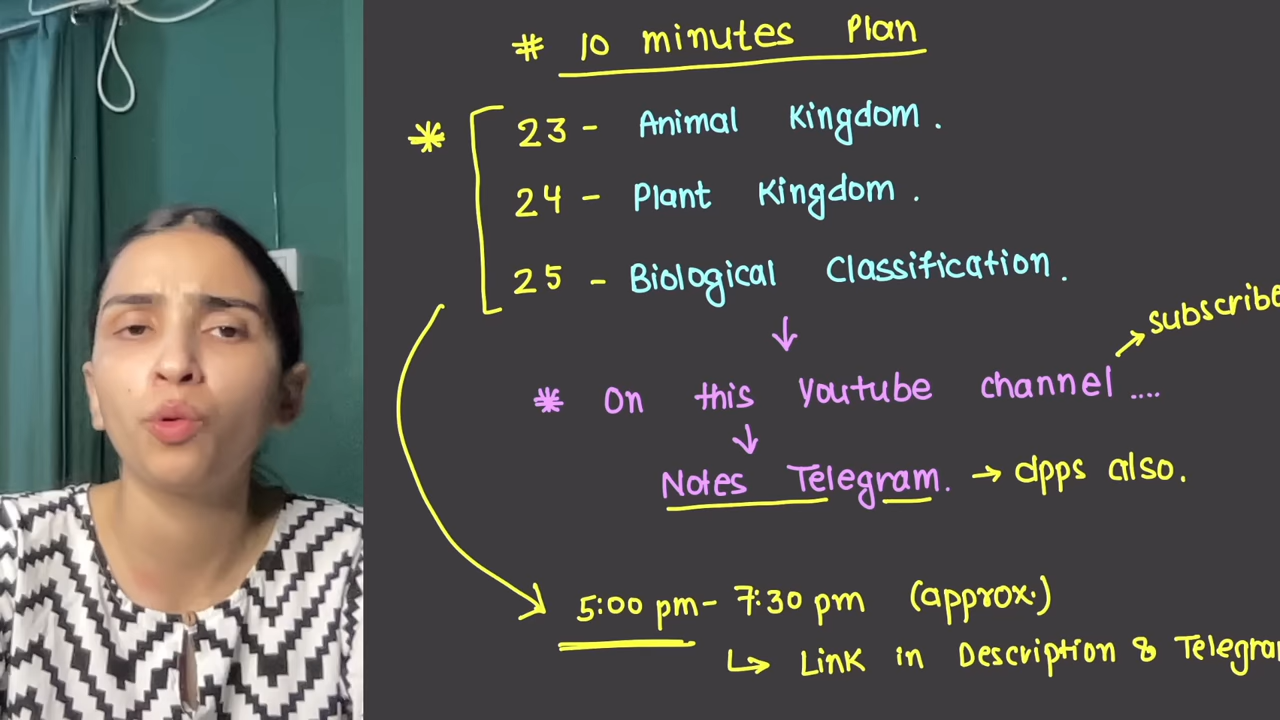 # 10 minutes Plan
* 23 - Animal Kingdom.
24 - Plant Kingdom.
25 - Biological Classification.
↓
→ subscribe
* On this Youtube channel ....
↓
Notes Telegram. → dpps also.
5:00 pm - 7:30 pm (approx.)
↳ Link in Description &